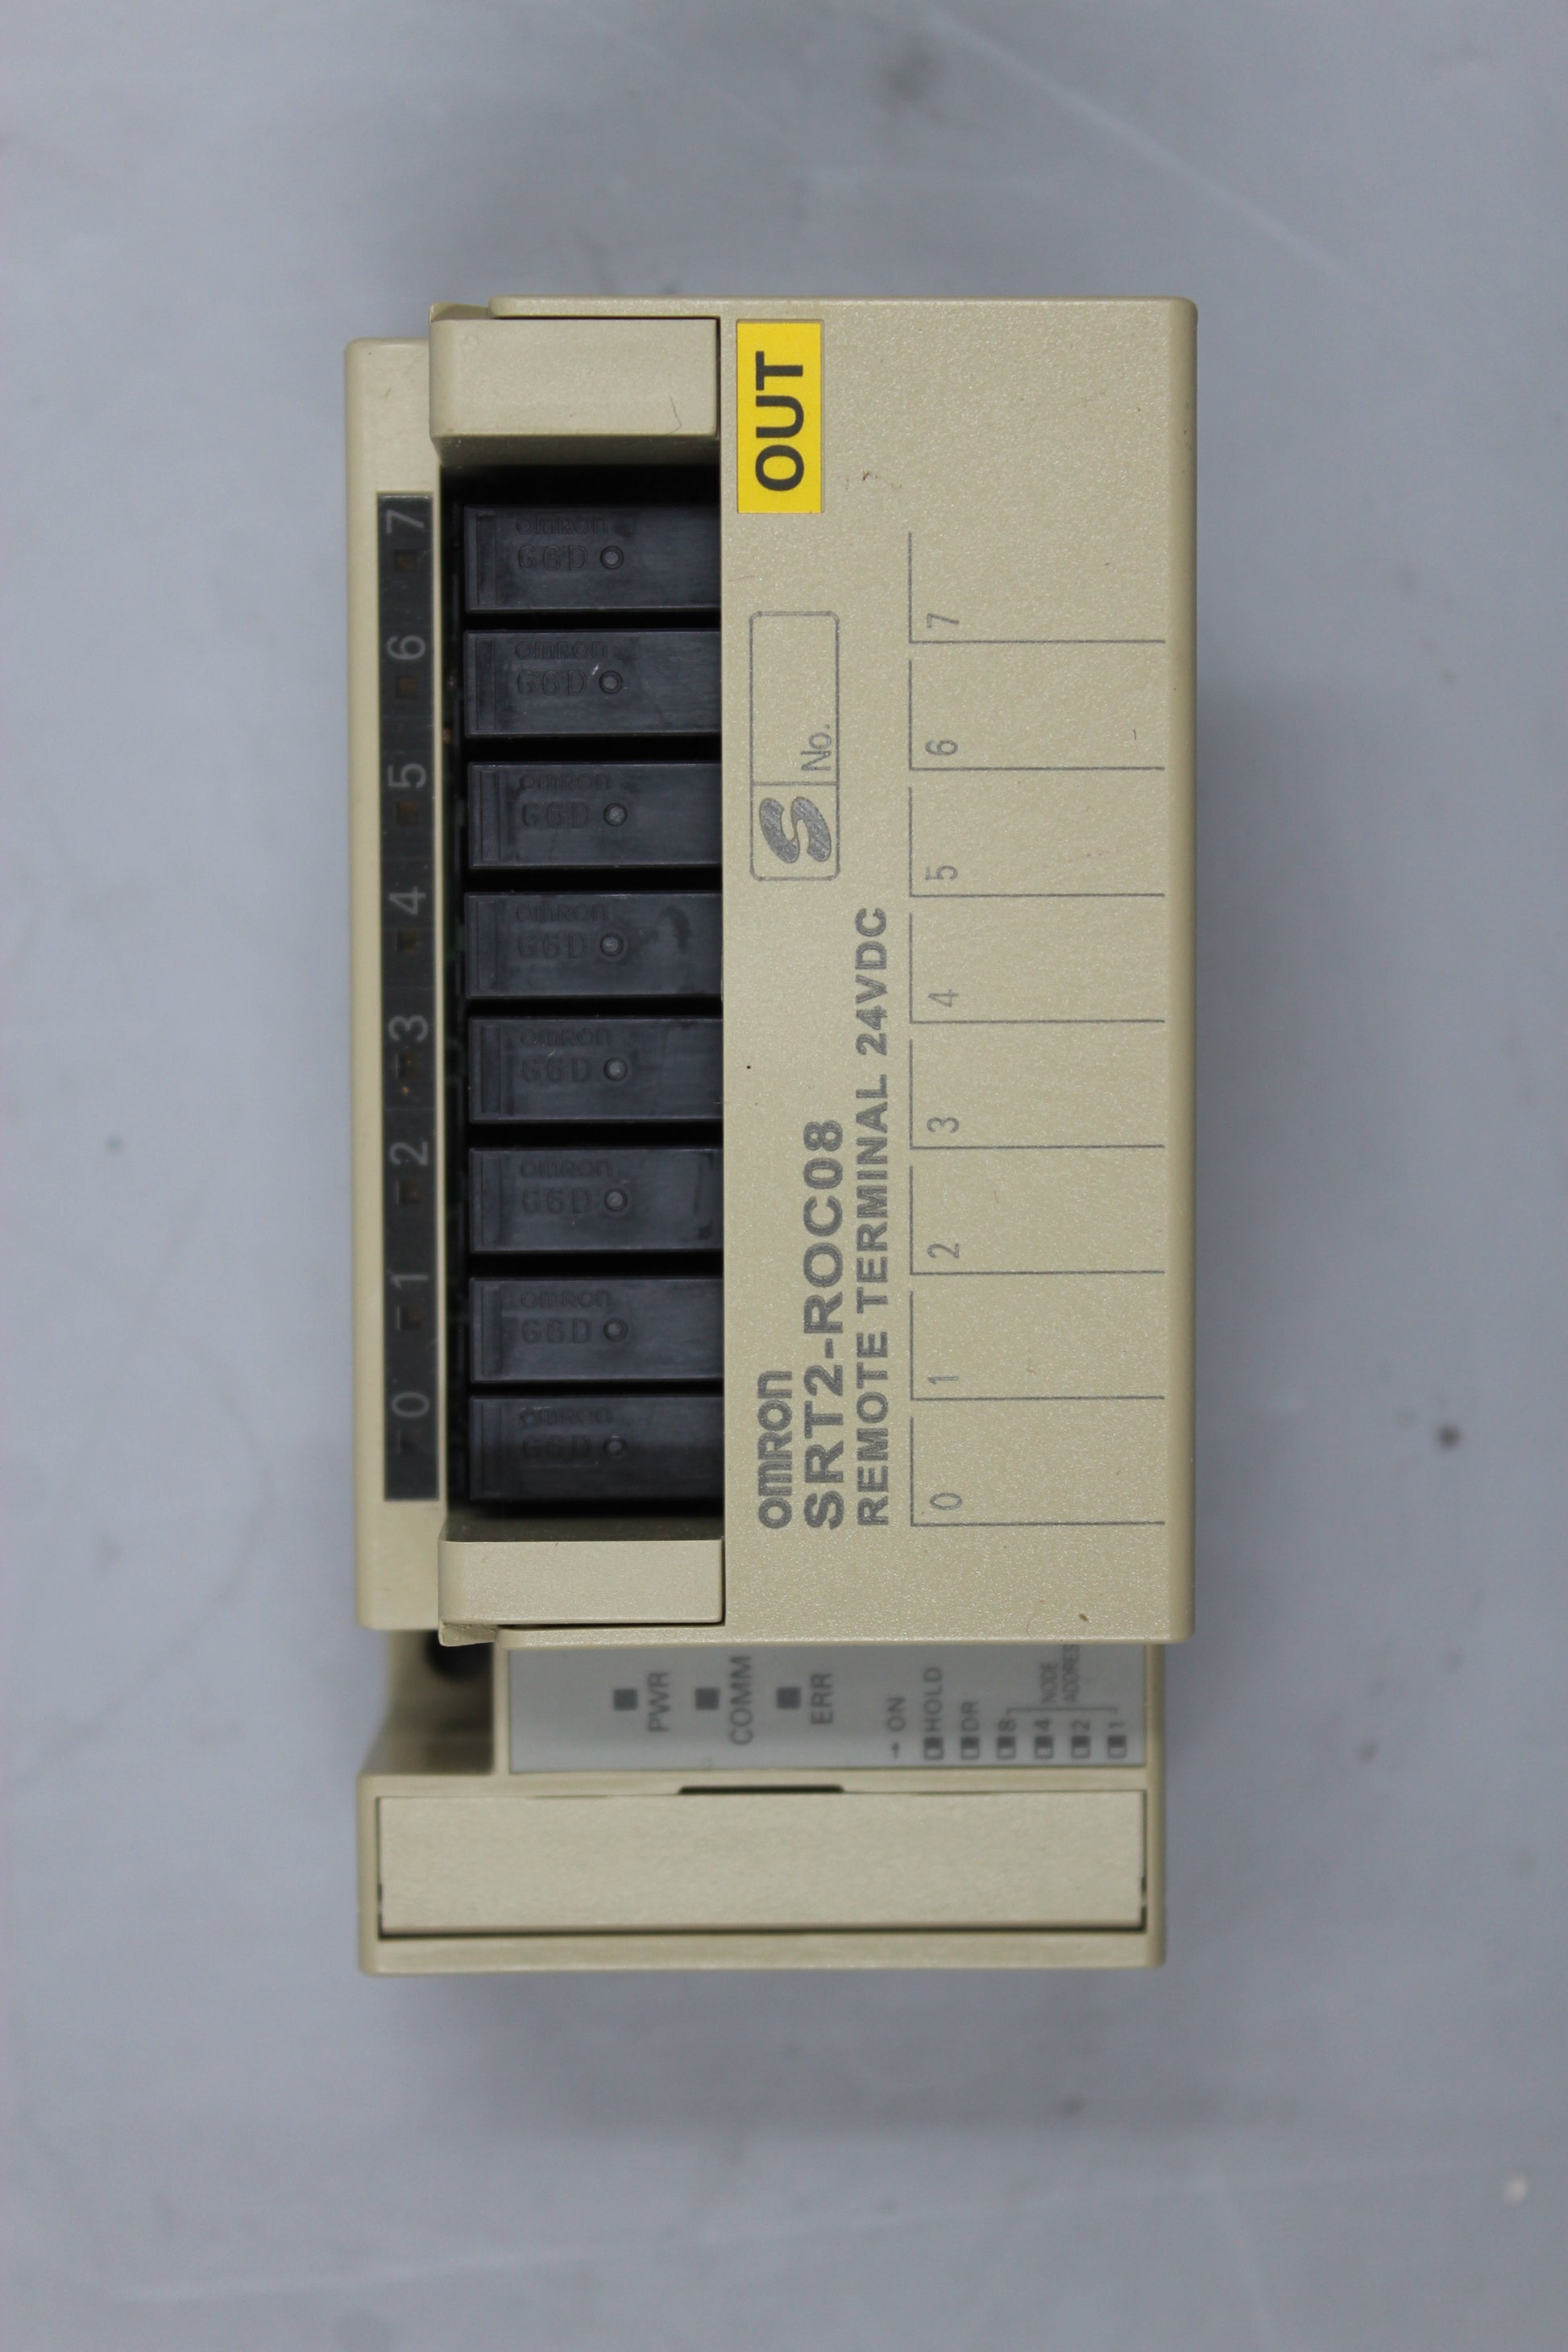 0 1 2 3 4 5 6 7
omron
G6D
omron
G6D
omron
G6D
omron
G6D
omron
G6D
omron
G6D
omron
G6D
omron
G6D
omron
SRT2-ROC08
REMOTE TERMINAL 24VDC
S No.
OUT
0 1 2 3 4 5 6 7
PWR
COMM
ERR
→ ON
HOLD
DR
8
4
2
1
NODE
ADDRES